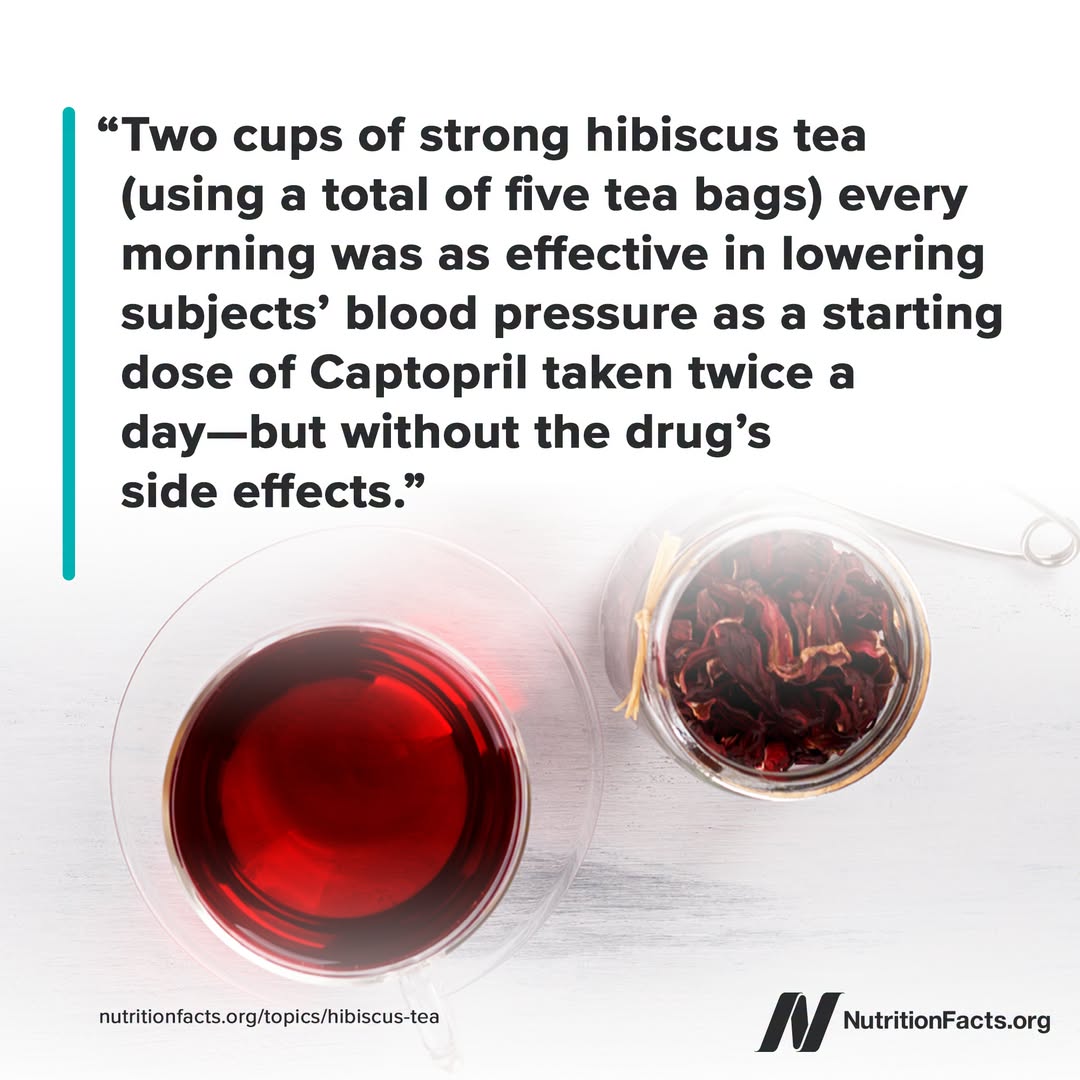 “Two cups of strong hibiscus tea
(using a total of five tea bags) every
morning was as effective in lowering
subjects’ blood pressure as a starting
dose of Captopril taken twice a
day—but without the drug’s
side effects.”
nutritionfacts.org/topics/hibiscus-tea
NutritionFacts.org